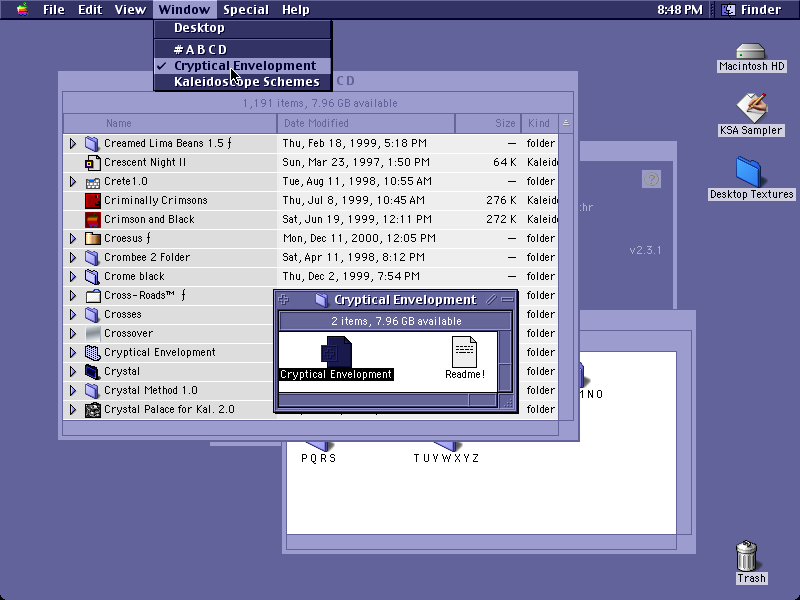 File Edit View Window Special Help 8:48 PM Finder
Desktop
# A B C D
✓ Cryptical Envelopment
Kaleidoscope Schemes
C D
1,191 items, 7.96 GB available
Name Date Modified Size Kind
Creamed Lima Beans 1.5 ƒ Thu, Feb 18, 1999, 5:18 PM — folder
Crescent Night II Sun, Mar 23, 1997, 1:50 PM 64 K Kaleid
Crete1.0 Tue, Aug 11, 1998, 10:55 AM — folder
Criminally Crimsons Thu, Jul 8, 1999, 10:45 AM 276 K Kaleid
Crimson and Black Sat, Jun 19, 1999, 12:11 PM 272 K Kaleid
Croesus ƒ Mon, Dec 11, 2000, 12:05 PM — folder
Crombee 2 Folder Sat, Apr 11, 1998, 8:12 PM — folder
Crome black Thu, Dec 2, 1999, 7:54 PM — folder
Cross-Roads™ ƒ folder
Crosses folder
Crossover folder
Cryptical Envelopment folder
Crystal folder
Crystal Method 1.0 folder
Crystal Palace for Kal. 2.0 folder
Cryptical Envelopment
2 items, 7.96 GB available
Cryptical Envelopment Readme!
thr
v2.3.1
NO
P Q R S T U V W X Y Z
Macintosh HD
KSA Sampler
Desktop Textures
Trash